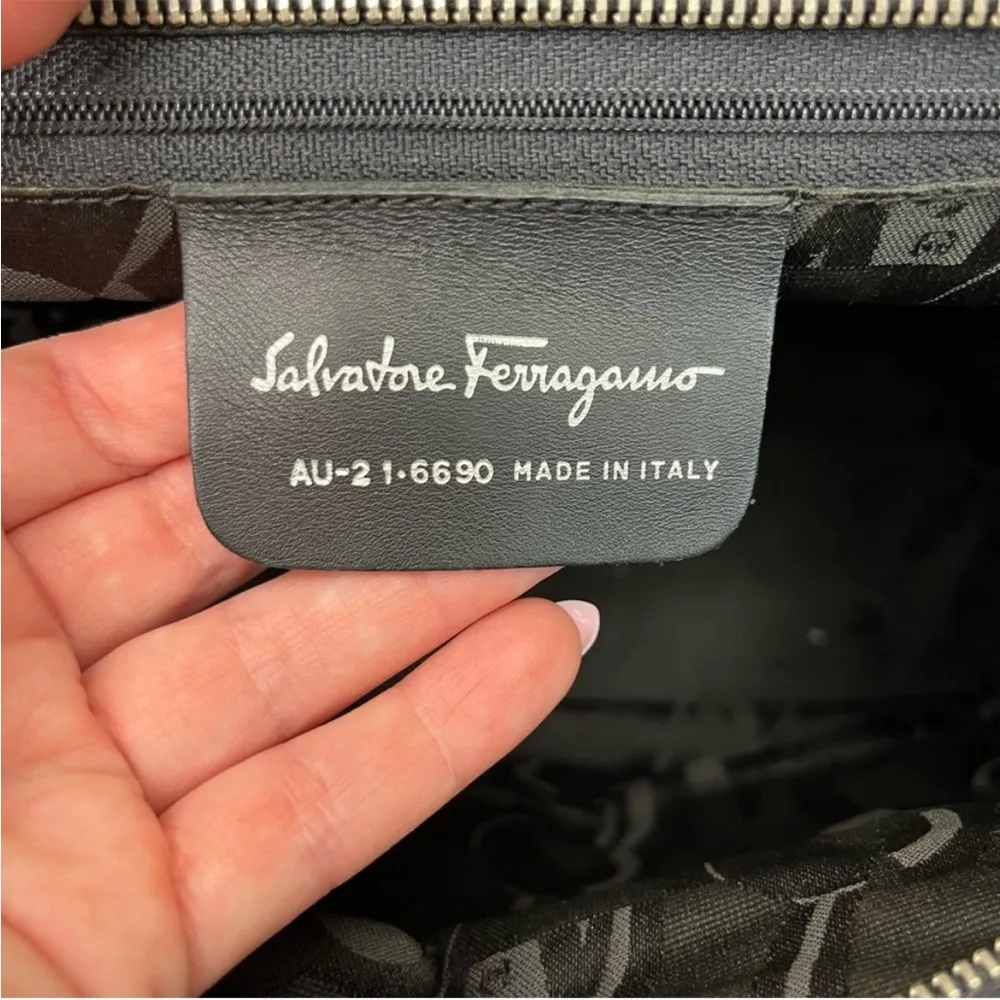 Salvatore Ferragamo
AU-21·6690 MADE IN ITALY